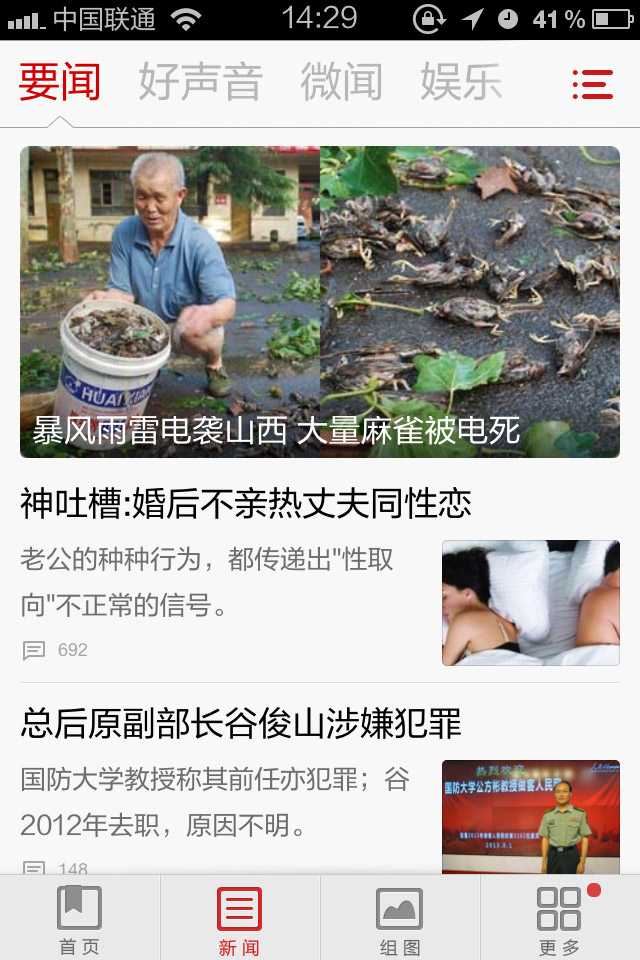 中国联通
14:29
41 %
要闻
好声音
微闻
娱乐
HUAI XIANG
暴风雨雷电袭山西 大量麻雀被电死
神吐槽:婚后不亲热丈夫同性恋
老公的种种行为，都传递出"性取
向"不正常的信号。
692
总后原副部长谷俊山涉嫌犯罪
国防大学教授称其前任亦犯罪；谷
2012年去职，原因不明。
148
热烈欢迎
国防大学公方彬教授做客人民网
2013.8.1
首页
新闻
组图
更多